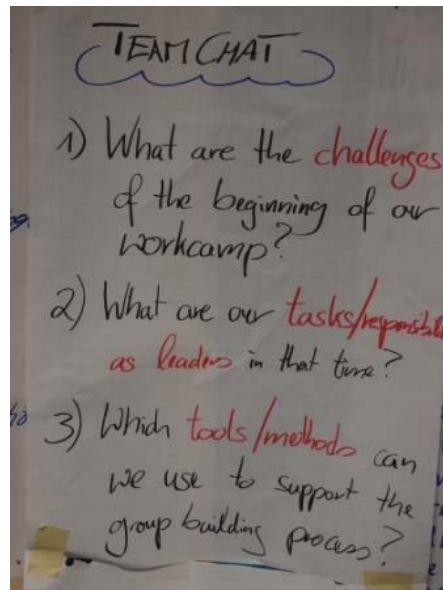 TEAM CHAT
1) What are the challenges
of the beginning of our
workcamp?
2) What are our tasks/responsibil
as leaders in that time?
3) Which tools/methods can
we use to support the
group building process?